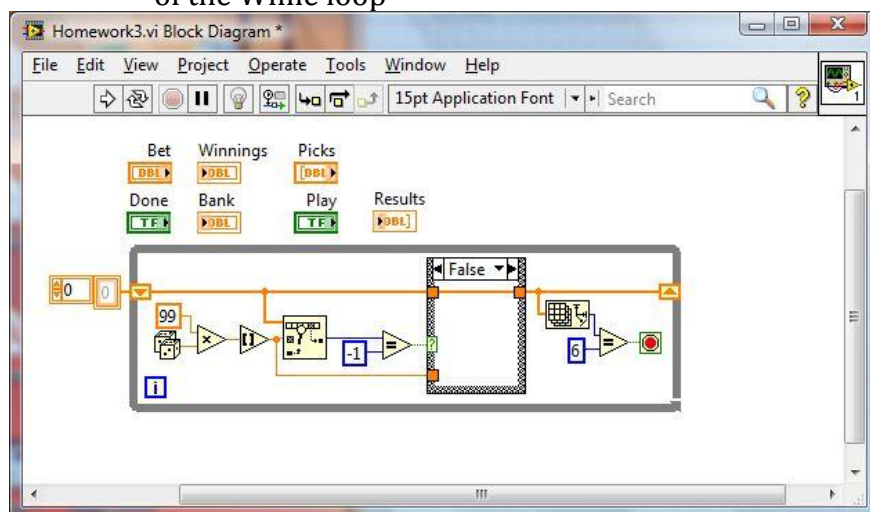 of the While loop
Homework3.vi Block Diagram *
File Edit View Project Operate Tools Window Help
15pt Application Font Search
1
Bet Winnings Picks
DBL DBL [DBL]
Done Bank Play Results
TF DBL TF [DBL]
False
0 0
99
-1 = ?
6 =
i